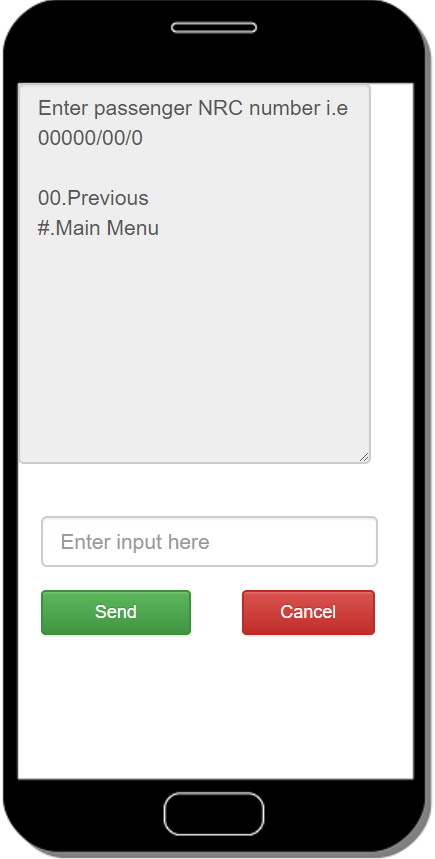 Enter passenger NRC number i.e
00000/00/0
00.Previous
#.Main Menu
Enter input here
Send
Cancel